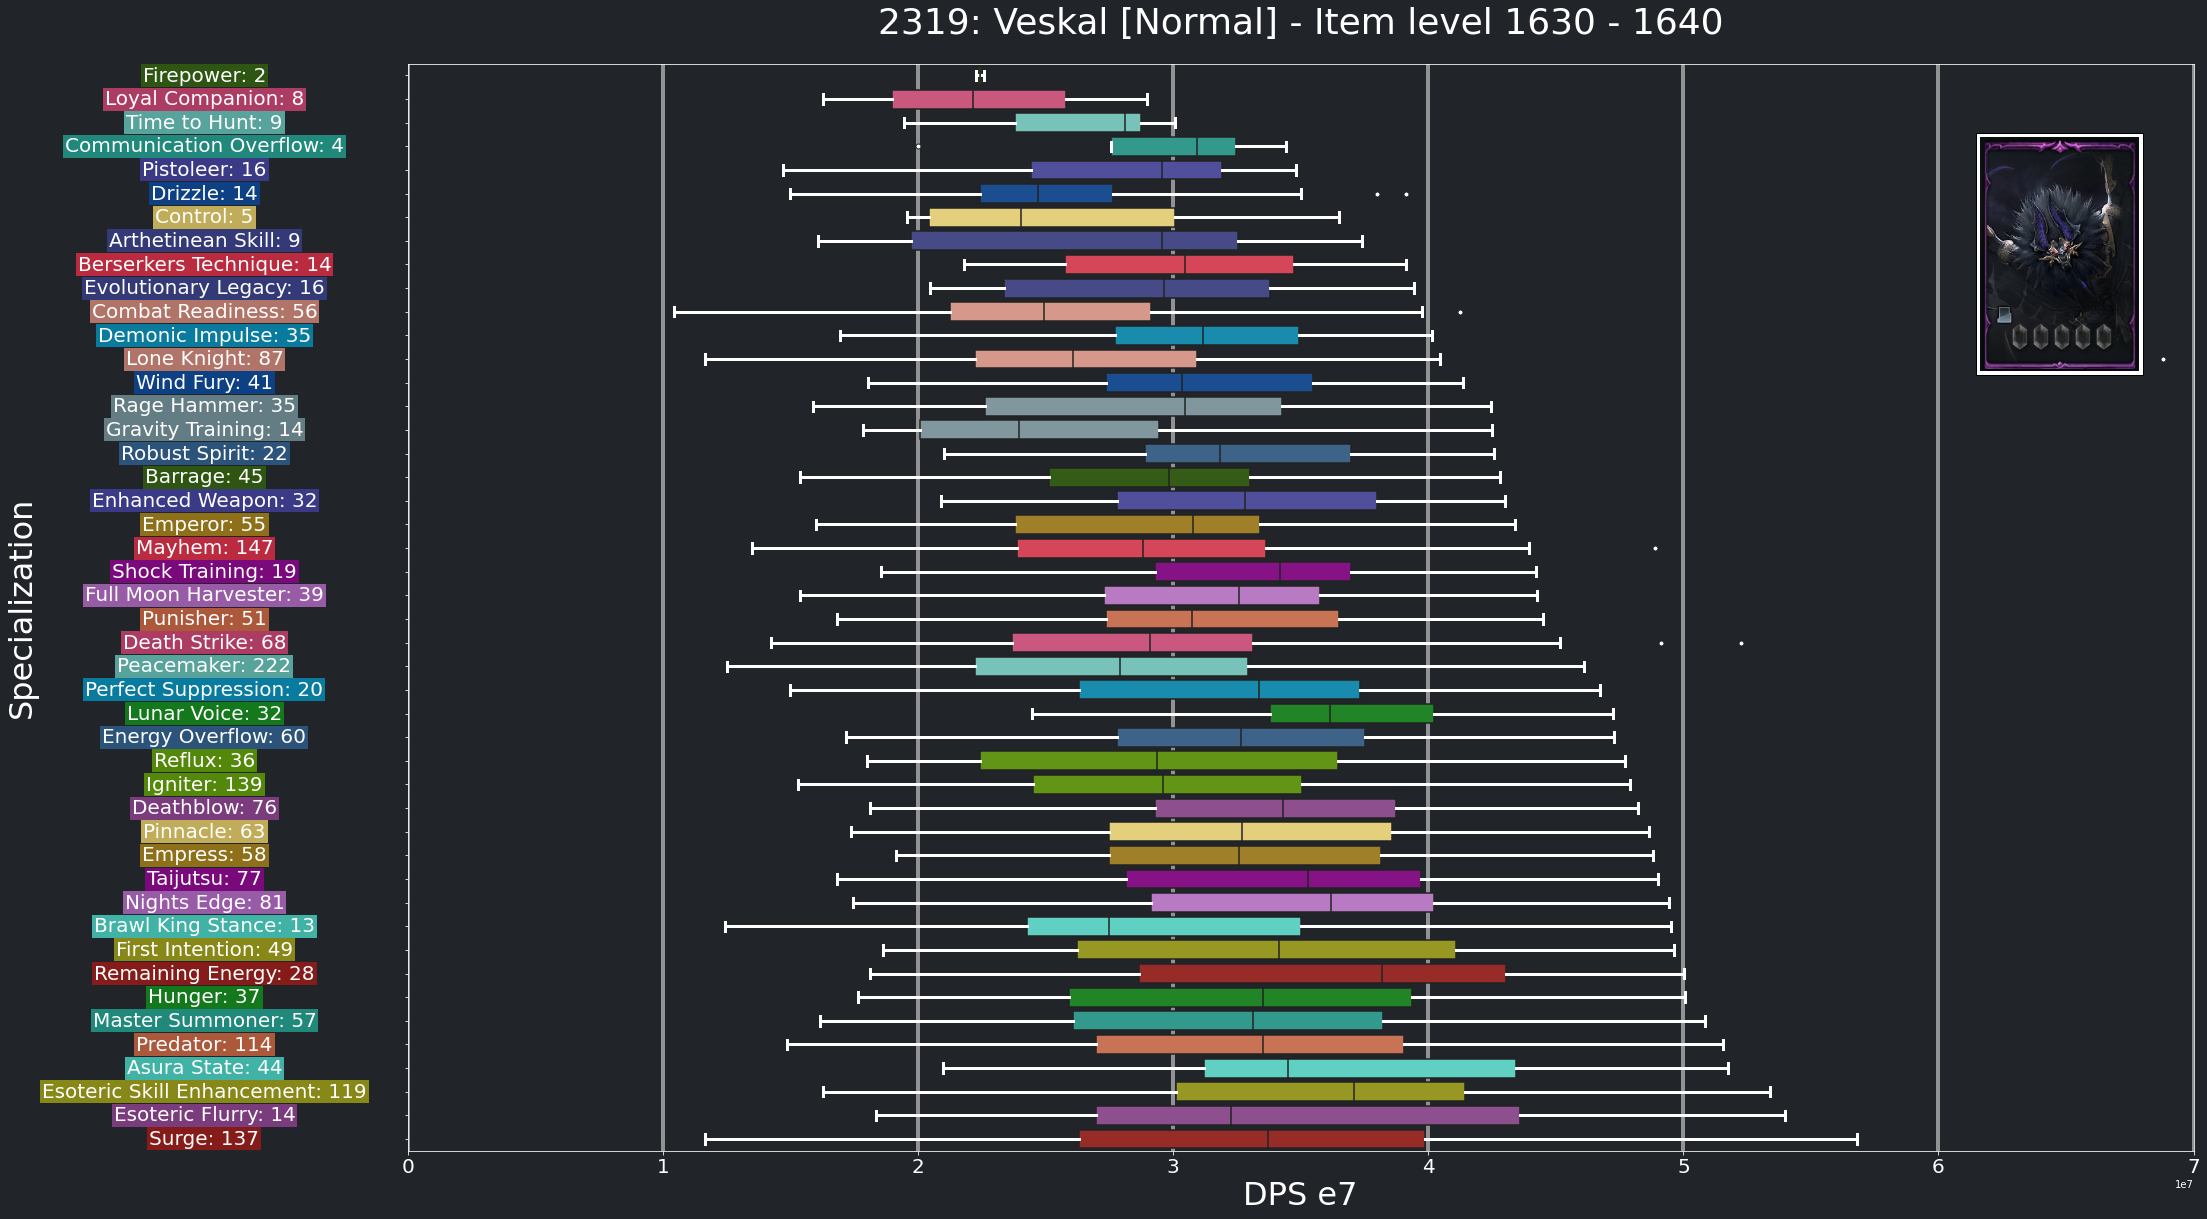 2319: Veskal [Normal] - Item level 1630 - 1640
Specialization
Firepower: 2
Loyal Companion: 8
Time to Hunt: 9
Communication Overflow: 4
Pistoleer: 16
Drizzle: 14
Control: 5
Arthetinean Skill: 9
Berserkers Technique: 14
Evolutionary Legacy: 16
Combat Readiness: 56
Demonic Impulse: 35
Lone Knight: 87
Wind Fury: 41
Rage Hammer: 35
Gravity Training: 14
Robust Spirit: 22
Barrage: 45
Enhanced Weapon: 32
Emperor: 55
Mayhem: 147
Shock Training: 19
Full Moon Harvester: 39
Punisher: 51
Death Strike: 68
Peacemaker: 222
Perfect Suppression: 20
Lunar Voice: 32
Energy Overflow: 60
Reflux: 36
Igniter: 139
Deathblow: 76
Pinnacle: 63
Empress: 58
Taijutsu: 77
Nights Edge: 81
Brawl King Stance: 13
First Intention: 49
Remaining Energy: 28
Hunger: 37
Master Summoner: 57
Predator: 114
Asura State: 44
Esoteric Skill Enhancement: 119
Esoteric Flurry: 14
Surge: 137
0 1 2 3 4 5 6 7
1e7
DPS e7